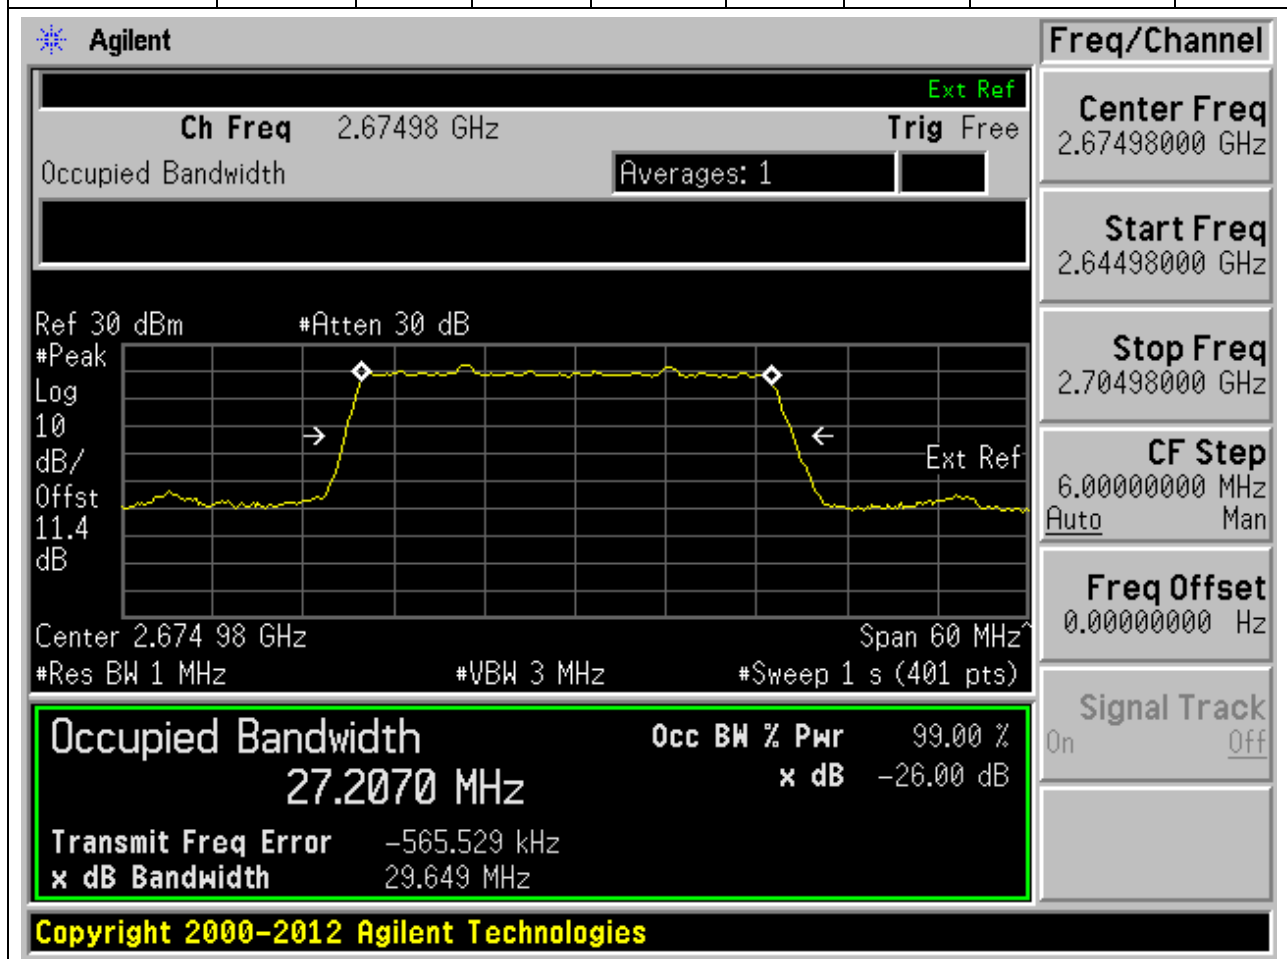 Agilent
Freq/Channel
Ext Ref
Ch Freq 2.67498 GHz Trig Free
Occupied Bandwidth Averages: 1
Center Freq
2.67498000 GHz
Start Freq
2.64498000 GHz
Stop Freq
2.70498000 GHz
CF Step
6.00000000 MHz
Auto Man
Freq Offset
0.00000000 Hz
Signal Track
On Off
Ref 30 dBm #Atten 30 dB
#Peak
Log
10
dB/
Offst
11.4
dB
Ext Ref
Center 2.674 98 GHz Span 60 MHz^
#Res BW 1 MHz #VBW 3 MHz #Sweep 1 s (401 pts)
Occupied Bandwidth Occ BW % Pwr 99.00 %
27.2070 MHz x dB -26.00 dB
Transmit Freq Error -565.529 kHz
x dB Bandwidth 29.649 MHz
Copyright 2000-2012 Agilent Technologies